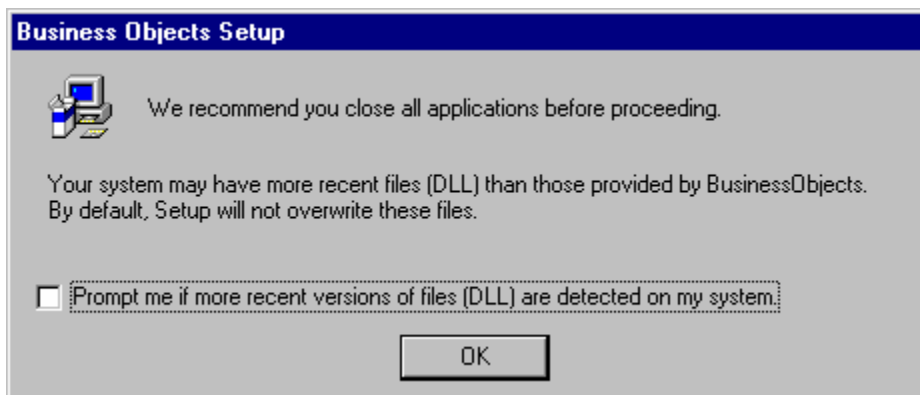 Business Objects Setup
We recommend you close all applications before proceeding.
Your system may have more recent files (DLL) than those provided by BusinessObjects.
By default, Setup will not overwrite these files.
Prompt me if more recent versions of files (DLL) are detected on my system.
OK